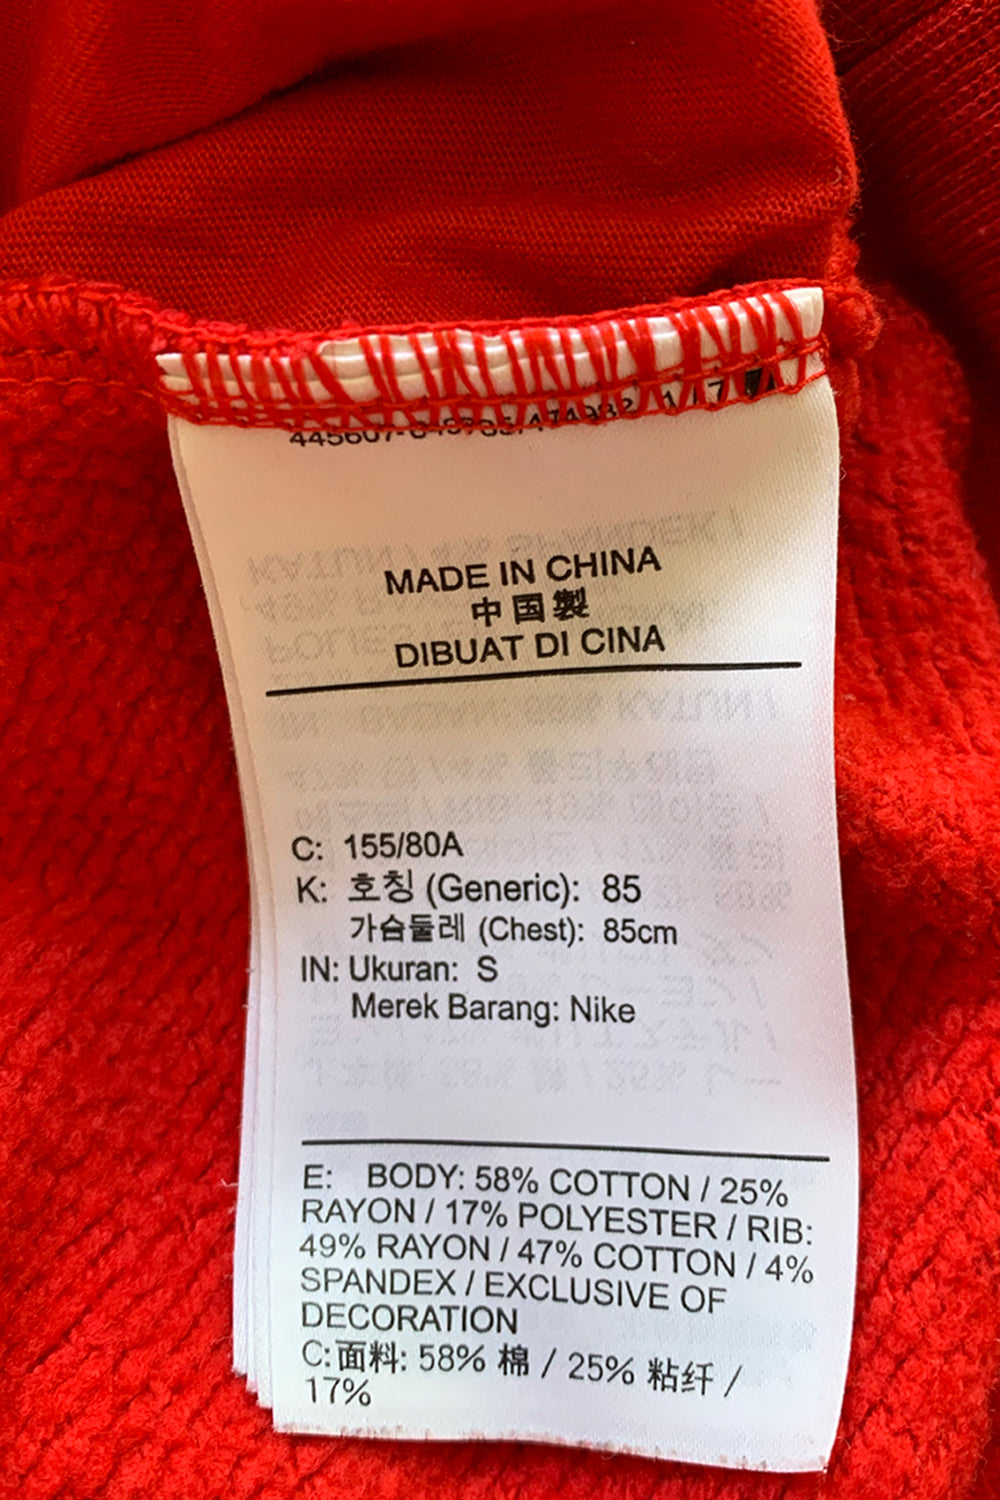 MADE IN CHINA
中国製
DIBUAT DI CINA
C: 155/80A
K: 호칭 (Generic): 85
가슴둘레 (Chest): 85cm
IN: Ukuran: S
Merek Barang: Nike
E: BODY: 58% COTTON / 25%
RAYON / 17% POLYESTER / RIB:
49% RAYON / 47% COTTON / 4%
SPANDEX / EXCLUSIVE OF
DECORATION
C:面料: 58% 棉 / 25% 粘纤 /
17%